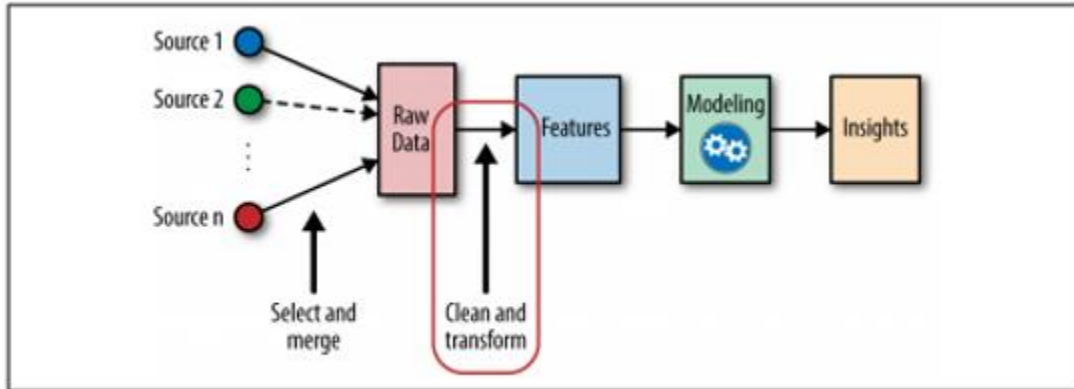 Source 1
Source 2
Source n
Raw
Data
Features
Modeling
Insights
Select and
merge
Clean and
transform